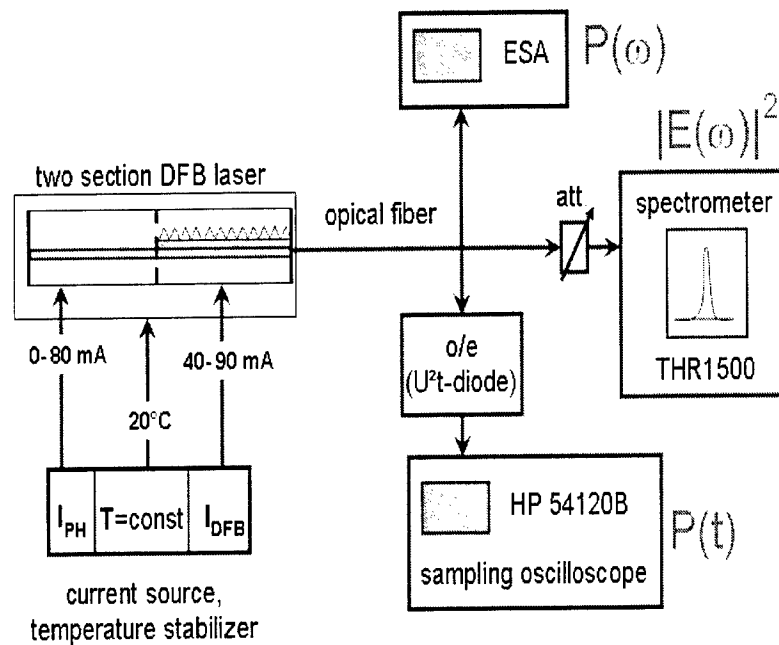 ESA
P(ω)
|E(ω)|²
two section DFB laser
opical fiber
att.
spectrometer
THR1500
0-80 mA
40-90 mA
20°C
o/e
(U²t-diode)
I_PH
T=const
I_DFB
HP 54120B
sampling oscilloscope
P(t)
current source,
temperature stabilizer